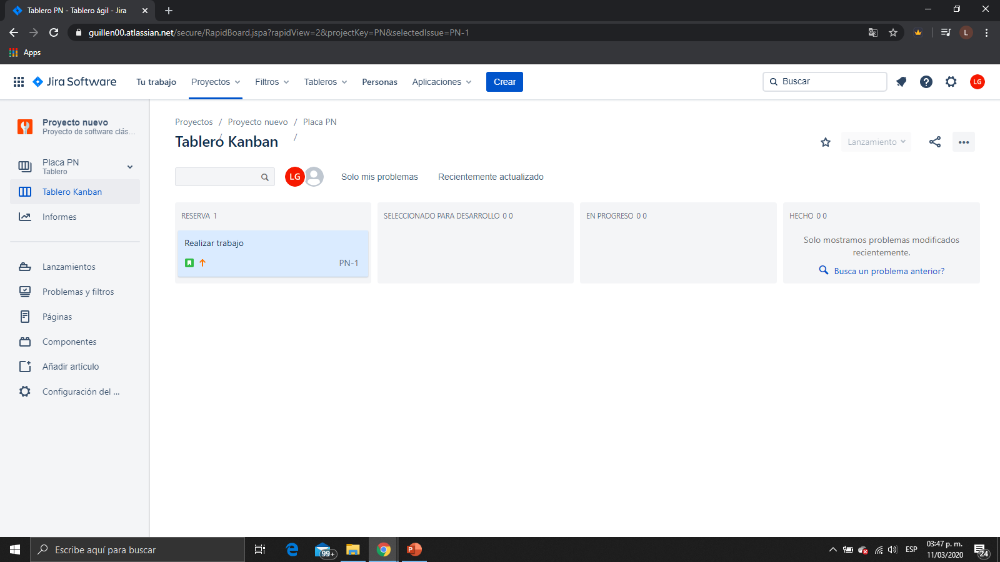 Tablero PN - Tablero ágil - Jira
guillen00.atlassian.net/secure/RapidBoard.jspa?rapidView=2&projectKey=PN&selectedIssue=PN-1
L
Apps
Jira Software
Tu trabajo
Proyectos
Filtros
Tableros
Personas
Aplicaciones
Crear
Buscar
LG
Proyecto nuevo
Proyecto de software clás...
Placa PN
Tablero
Tablero Kanban
Informes
Lanzamientos
Problemas y filtros
Páginas
Componentes
Añadir artículo
Configuración del ...
Proyectos / Proyecto nuevo / Placa PN
/ /
Tablero Kanban
Lanzamiento
LG
Solo mis problemas
Recientemente actualizado
RESERVA 1
Realizar trabajo
PN-1
SELECCIONADO PARA DESARROLLO 0 0
EN PROGRESO 0 0
HECHO 0 0
Solo mostramos problemas modificados
recientemente.
Busca un problema anterior?
Escribe aquí para buscar
99+
P
ESP
03:47 p. m.
11/03/2020
24